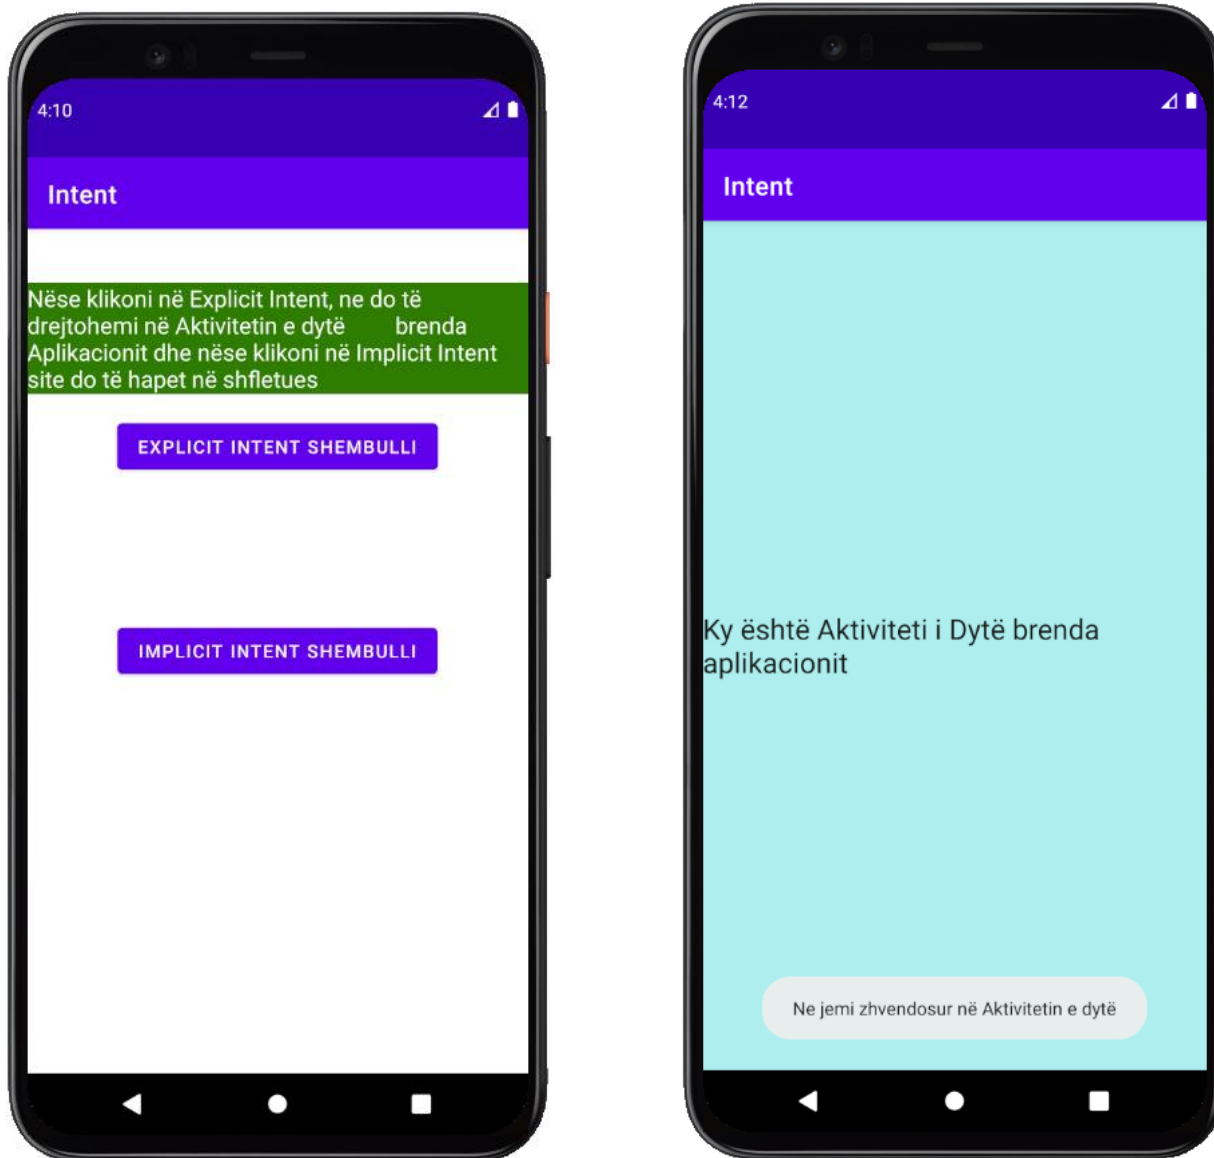 4:10
Intent
Nëse klikoni në Explicit Intent, ne do të
drejtohemi në Aktivitetin e dytë brenda
Aplikacionit dhe nëse klikoni në Implicit Intent
site do të hapet në shfletues
EXPLICIT INTENT SHEMBULLI
IMPLICIT INTENT SHEMBULLI
4:12
Intent
Ky është Aktiviteti i Dytë brenda
aplikacionit
Ne jemi zhvendosur në Aktivitetin e dytë